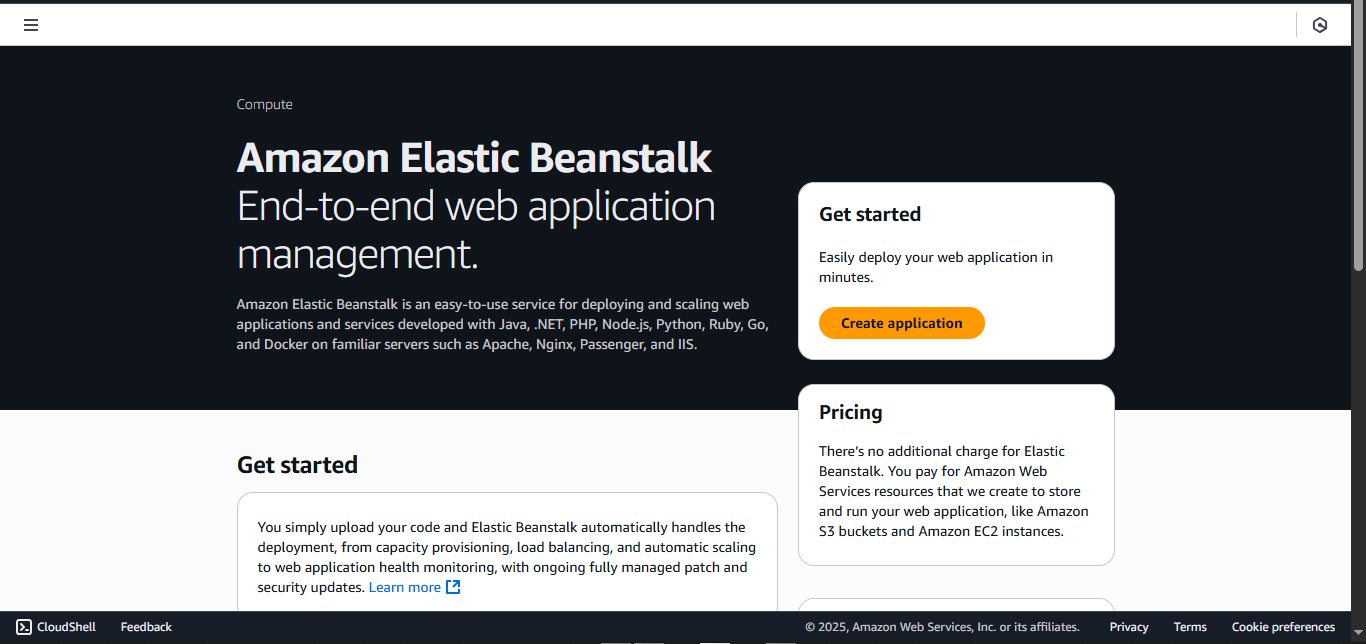 Compute
Amazon Elastic Beanstalk
End-to-end web application
management.
Amazon Elastic Beanstalk is an easy-to-use service for deploying and scaling web
applications and services developed with Java, .NET, PHP, Node.js, Python, Ruby, Go,
and Docker on familiar servers such as Apache, Nginx, Passenger, and IIS.
Get started
Easily deploy your web application in
minutes.
Create application
Pricing
There's no additional charge for Elastic
Beanstalk. You pay for Amazon Web
Services resources that we create to store
and run your web application, like Amazon
S3 buckets and Amazon EC2 instances.
Get started
You simply upload your code and Elastic Beanstalk automatically handles the
deployment, from capacity provisioning, load balancing, and automatic scaling
to web application health monitoring, with ongoing fully managed patch and
security updates. Learn more
CloudShell Feedback © 2025, Amazon Web Services, Inc. or its affiliates. Privacy Terms Cookie preferences